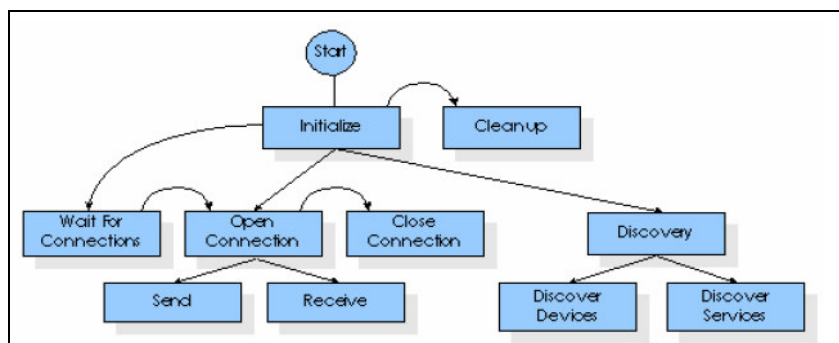 Start
Initialize
Cleanup
Wait For
Connections
Open
Connection
Close
Connection
Discovery
Send
Receive
Discover
Devices
Discover
Services